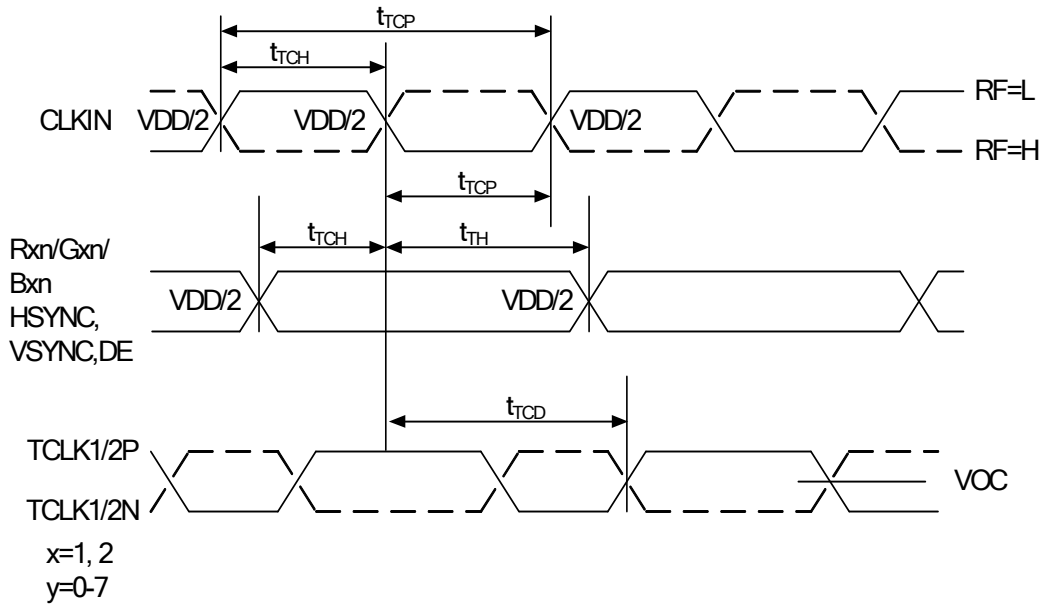 tTCP
tTCH
CLKIN VDD/2 VDD/2 VDD/2 RF=L
RF=H
tTCP
tTCH tTH
Rxn/Gxn/
Bxn
HSYNC,
VSYNC,DE
VDD/2 VDD/2
tTCD
TCLK1/2P
VOC
TCLK1/2N
x=1, 2
y=0-7